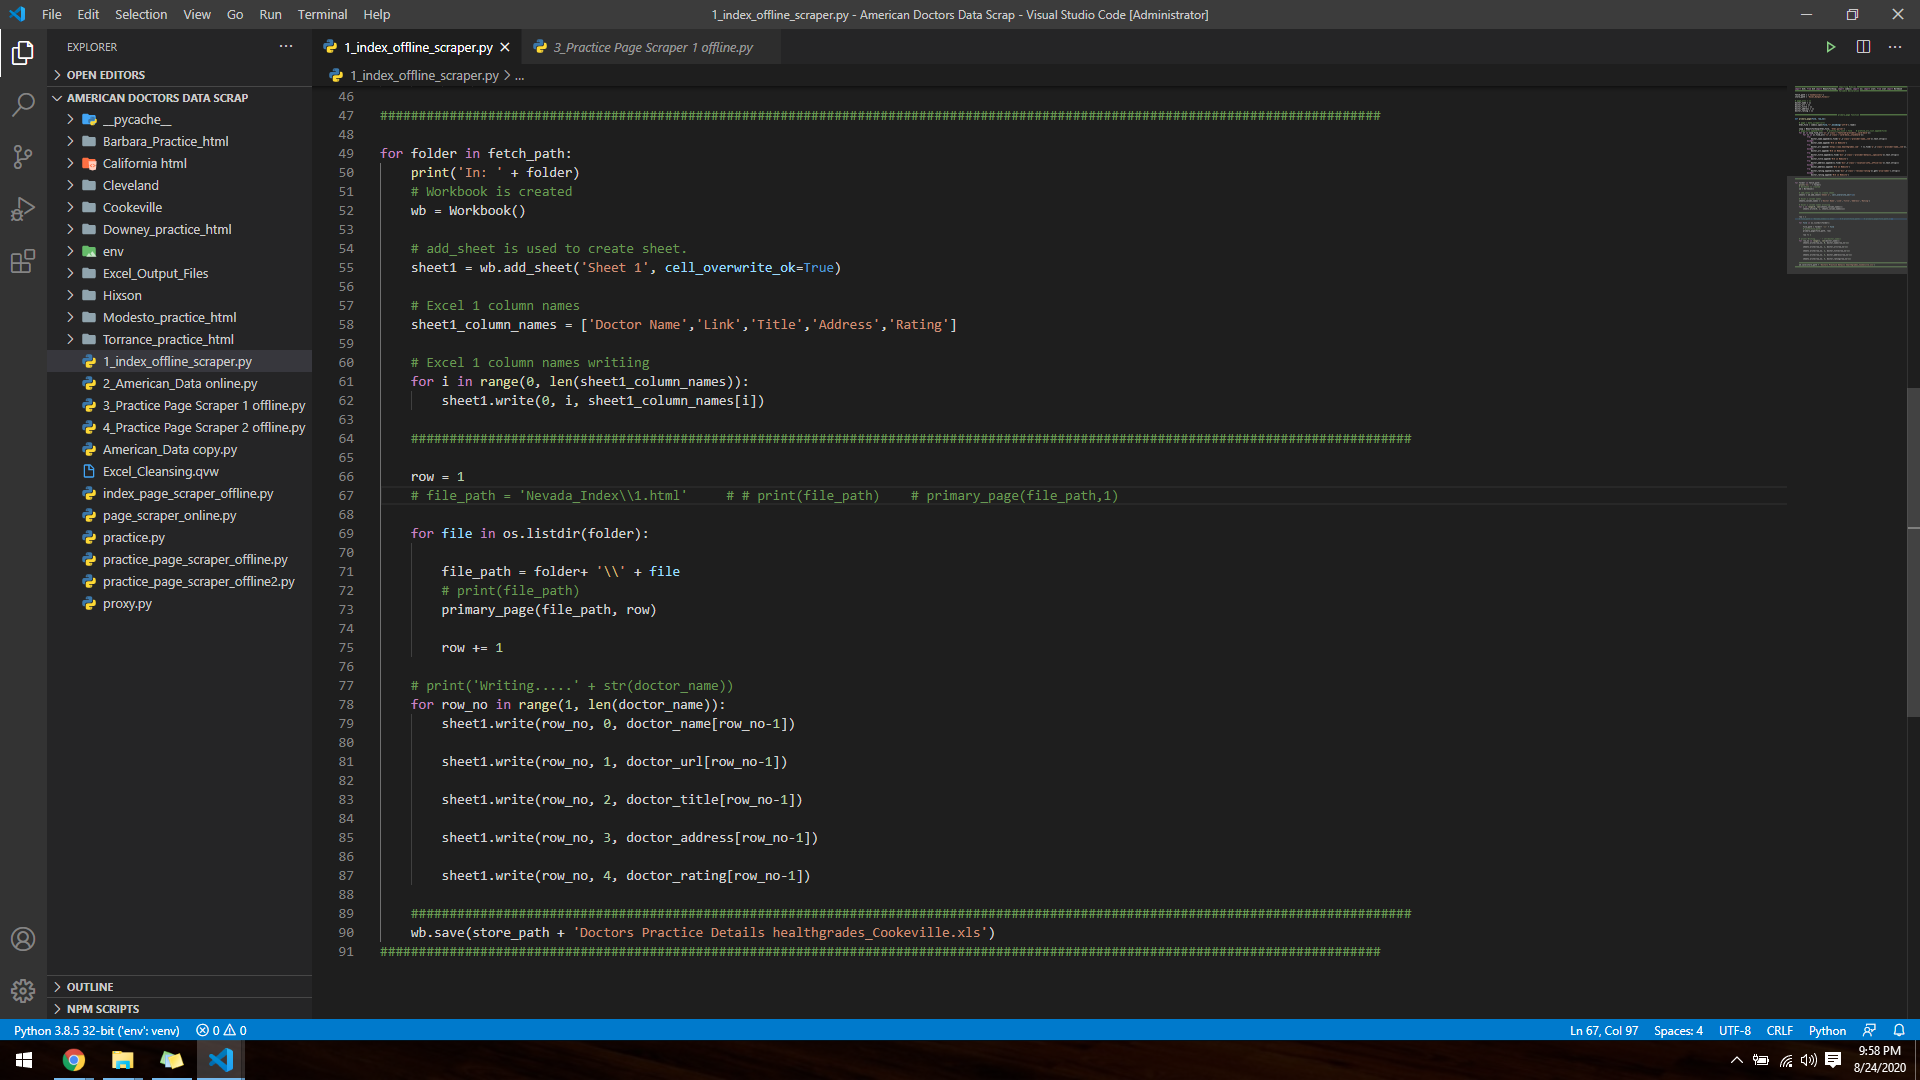 File Edit Selection View Go Run Terminal Help
1_index_offline_scraper.py - American Doctors Data Scrap - Visual Studio Code [Administrator]
EXPLORER
OPEN EDITORS
AMERICAN DOCTORS DATA SCRAP
__pycache__
Barbara_Practice_html
California html
Cleveland
Cookeville
Downey_practice_html
env
Excel_Output_Files
Hixson
Modesto_practice_html
Torrance_practice_html
1_index_offline_scraper.py
2_American_Data online.py
3_Practice Page Scraper 1 offline.py
4_Practice Page Scraper 2 offline.py
American_Data copy.py
Excel_Cleansing.qvw
index_page_scraper_offline.py
page_scraper_online.py
practice.py
practice_page_scraper_offline.py
practice_page_scraper_offline2.py
proxy.py
OUTLINE
NPM SCRIPTS
1_index_offline_scraper.py
3_Practice Page Scraper 1 offline.py
1_index_offline_scraper.py > ...
46
47 ##################################################################################################################################
48
49 for folder in fetch_path:
50 print('In: ' + folder)
51 # Workbook is created
52 wb = Workbook()
53
54 # add_sheet is used to create sheet.
55 sheet1 = wb.add_sheet('Sheet 1', cell_overwrite_ok=True)
56
57 # Excel 1 column names
58 sheet1_column_names = ['Doctor Name','Link','Title','Address','Rating']
59
60 # Excel 1 column names writiing
61 for i in range(0, len(sheet1_column_names)):
62 sheet1.write(0, i, sheet1_column_names[i])
63
64 ##################################################################################################################################
65
66 row = 1
67 # file_path = 'Nevada_Index\\1.html' # # print(file_path) # primary_page(file_path,1)
68
69 for file in os.listdir(folder):
70
71 file_path = folder+ '\\' + file
72 # print(file_path)
73 primary_page(file_path, row)
74
75 row += 1
76
77 # print('Writing.....' + str(doctor_name))
78 for row_no in range(1, len(doctor_name)):
79 sheet1.write(row_no, 0, doctor_name[row_no-1])
80
81 sheet1.write(row_no, 1, doctor_url[row_no-1])
82
83 sheet1.write(row_no, 2, doctor_title[row_no-1])
84
85 sheet1.write(row_no, 3, doctor_address[row_no-1])
86
87 sheet1.write(row_no, 4, doctor_rating[row_no-1])
88
89 ##################################################################################################################################
90 wb.save(store_path + 'Doctors Practice Details healthgrades_Cookeville.xls')
91 ##################################################################################################################################
Python 3.8.5 32-bit ('env': venv) 0 0
Ln 67, Col 97 Spaces: 4 UTF-8 CRLF Python
9:58 PM
8/24/2020